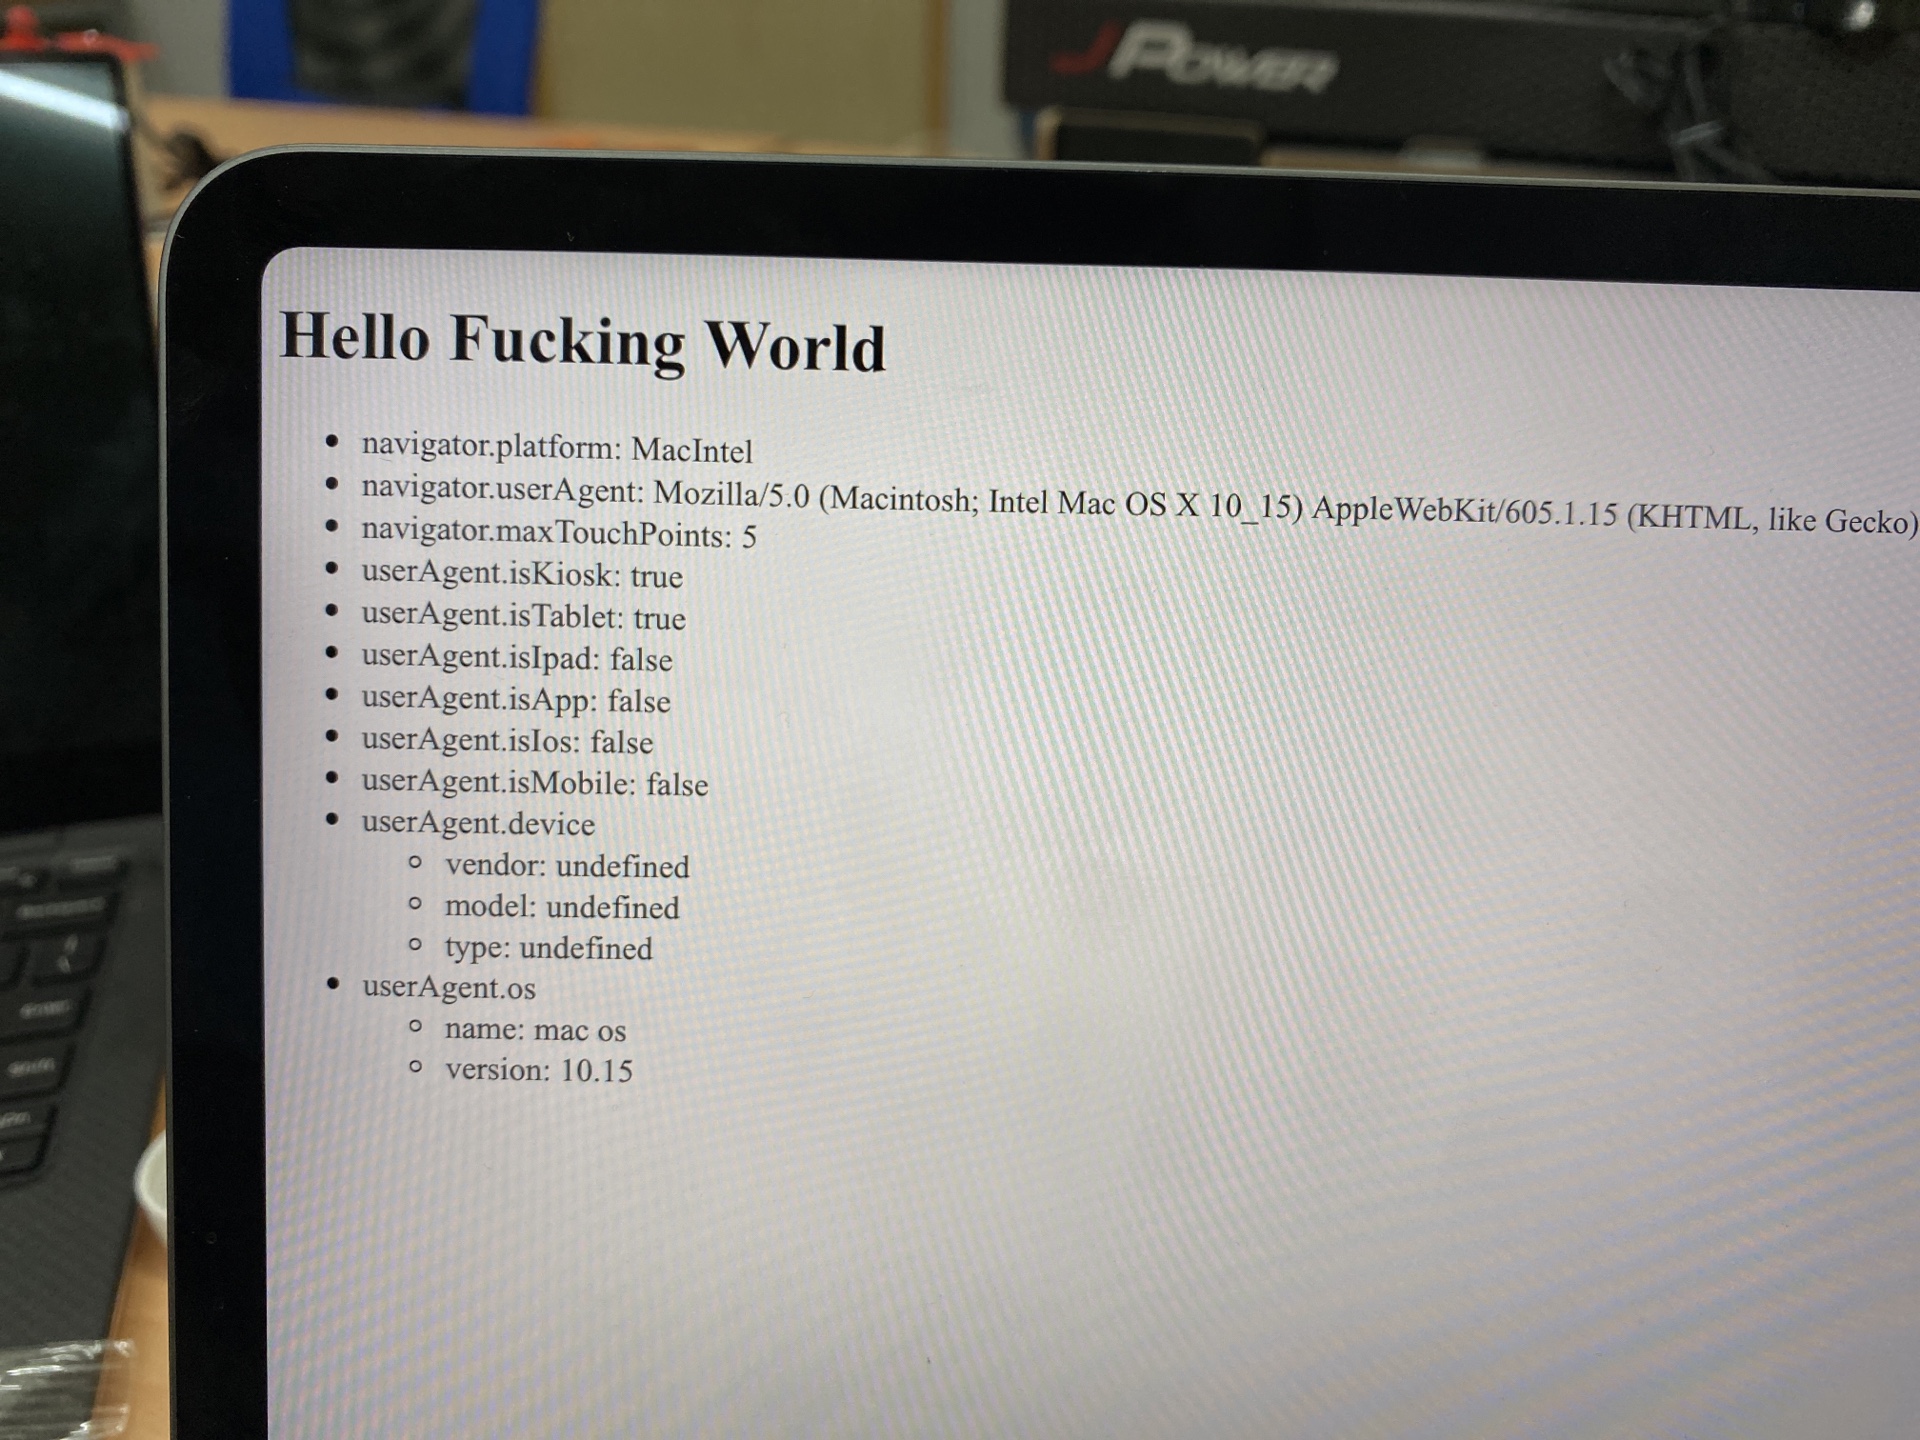 JPOWER
Hello Fucking World
navigator.platform: MacIntel
navigator.userAgent: Mozilla/5.0 (Macintosh; Intel Mac OS X 10_15) AppleWebKit/605.1.15 (KHTML, like Gecko)
navigator.maxTouchPoints: 5
userAgent.isKiosk: true
userAgent.isTablet: true
userAgent.isIpad: false
userAgent.isApp: false
userAgent.isIos: false
userAgent.isMobile: false
userAgent.device
vendor: undefined
model: undefined
type: undefined
userAgent.os
name: mac os
version: 10.15